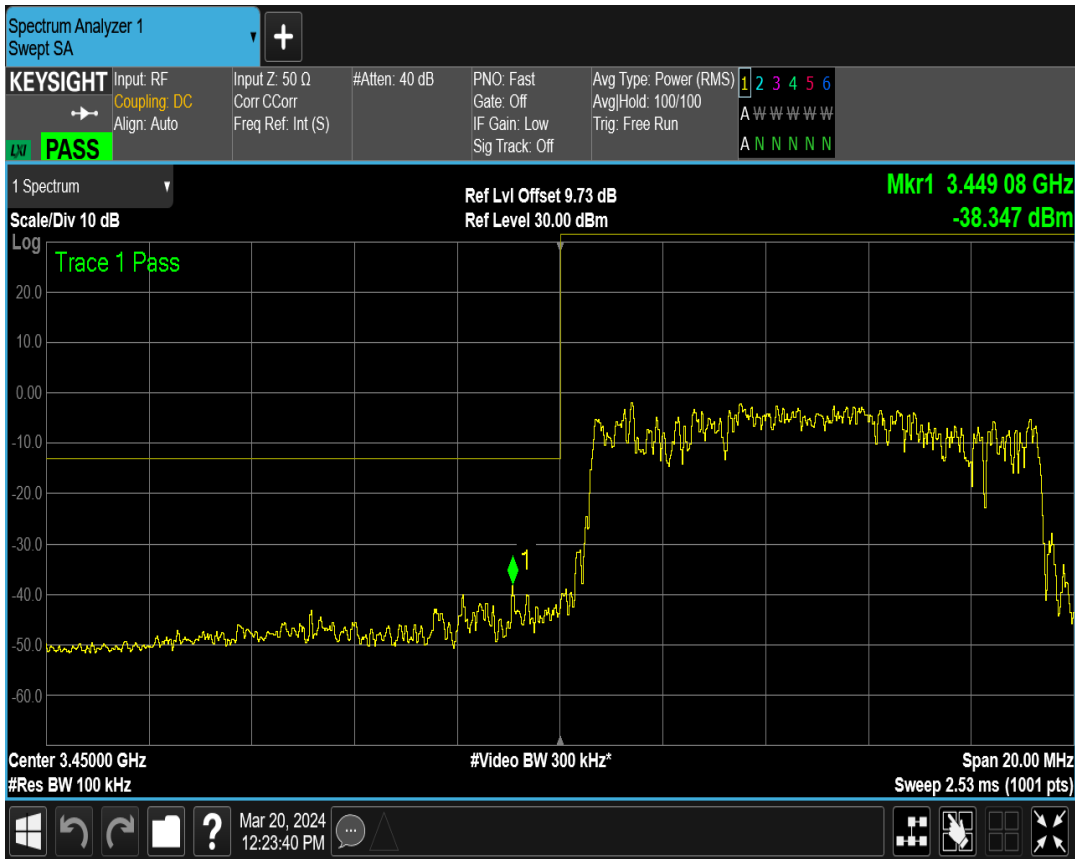 Spectrum Analyzer 1
Swept SA
KEYSIGHT
LXI PASS
Input: RF
Coupling: DC
Align: Auto
Input Z: 50 Ω
Corr CCorr
Freq Ref: Int (S)
#Atten: 40 dB
PNO: Fast
Gate: Off
IF Gain: Low
Sig Track: Off
Avg Type: Power (RMS)
Avg|Hold: 100/100
Trig: Free Run
1 2 3 4 5 6
A W W W W W
A N N N N N
1 Spectrum
Scale/Div 10 dB
Ref Lvl Offset 9.73 dB
Ref Level 30.00 dBm
Mkr1 3.449 08 GHz
-38.347 dBm
Log
Trace 1 Pass
20.0
10.0
0.00
-10.0
-20.0
-30.0
1
-40.0
-50.0
-60.0
Center 3.45000 GHz
#Video BW 300 kHz*
Span 20.00 MHz
#Res BW 100 kHz
Sweep 2.53 ms (1001 pts)
?
Mar 20, 2024
12:23:40 PM